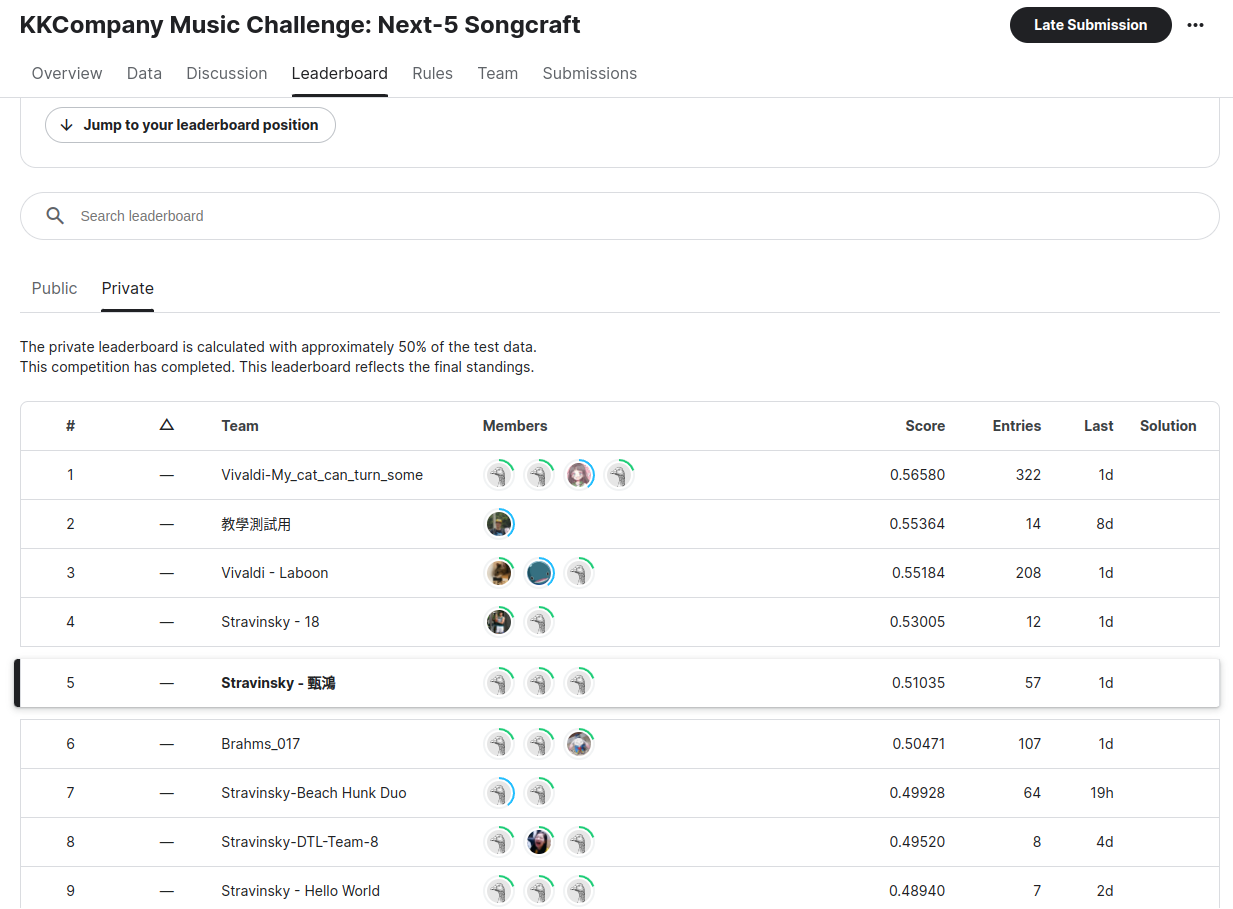 KKCompany Music Challenge: Next-5 Songcraft
Late Submission
Overview Data Discussion Leaderboard Rules Team Submissions
Jump to your leaderboard position
Search leaderboard
Public Private
The private leaderboard is calculated with approximately 50% of the test data.
This competition has completed. This leaderboard reflects the final standings.
# △ Team Members Score Entries Last Solution
1 — Vivaldi-My_cat_can_turn_some 0.56580 322 1d
2 — 教學測試用 0.55364 14 8d
3 — Vivaldi - Laboon 0.55184 208 1d
4 — Stravinsky - 18 0.53005 12 1d
5 — Stravinsky - 甄鴻 0.51035 57 1d
6 — Brahms_017 0.50471 107 1d
7 — Stravinsky-Beach Hunk Duo 0.49928 64 19h
8 — Stravinsky-DTL-Team-8 0.49520 8 4d
9 — Stravinsky - Hello World 0.48940 7 2d